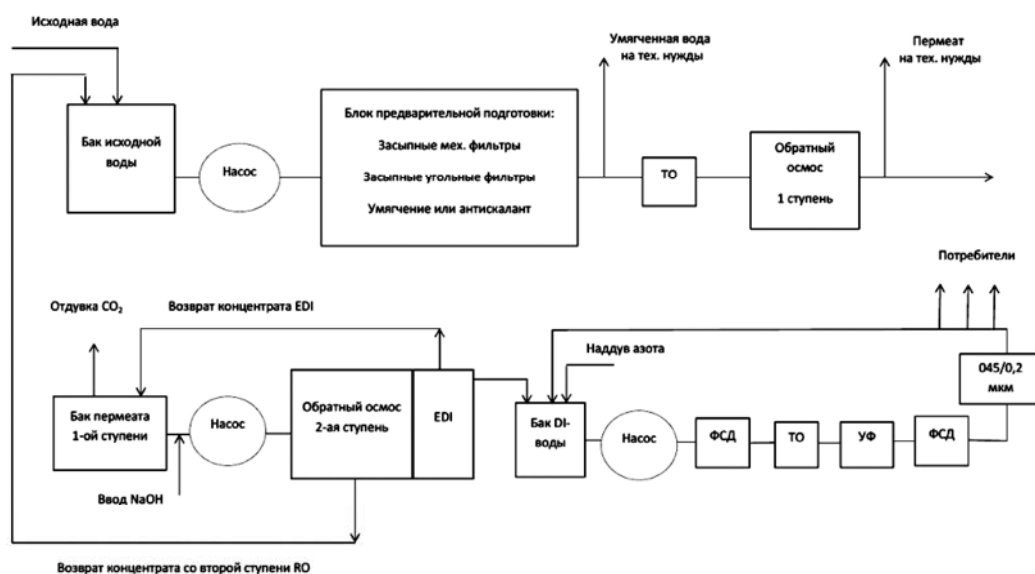 Исходная вода
Умягченная вода
на тех. нужды
Пермеат
на тех. нужды
Бак исходной
воды
Насос
Блок предварительной подготовки:
Засыпные мех. фильтры
Засыпные угольные фильтры
Умягчение или антискалант
ТО
Обратный
осмос
1 ступень
Потребители
Отдувка CO₂
Возврат концентрата EDI
Наддув азота
045/0,2
мкм
Бак пермеата
1-ой ступени
Насос
Обратный осмос
2-ая ступень
EDI
Бак DI-
воды
Насос
ФСД
ТО
УФ
ФСД
Ввод NaOH
Возврат концентрата со второй ступени RO